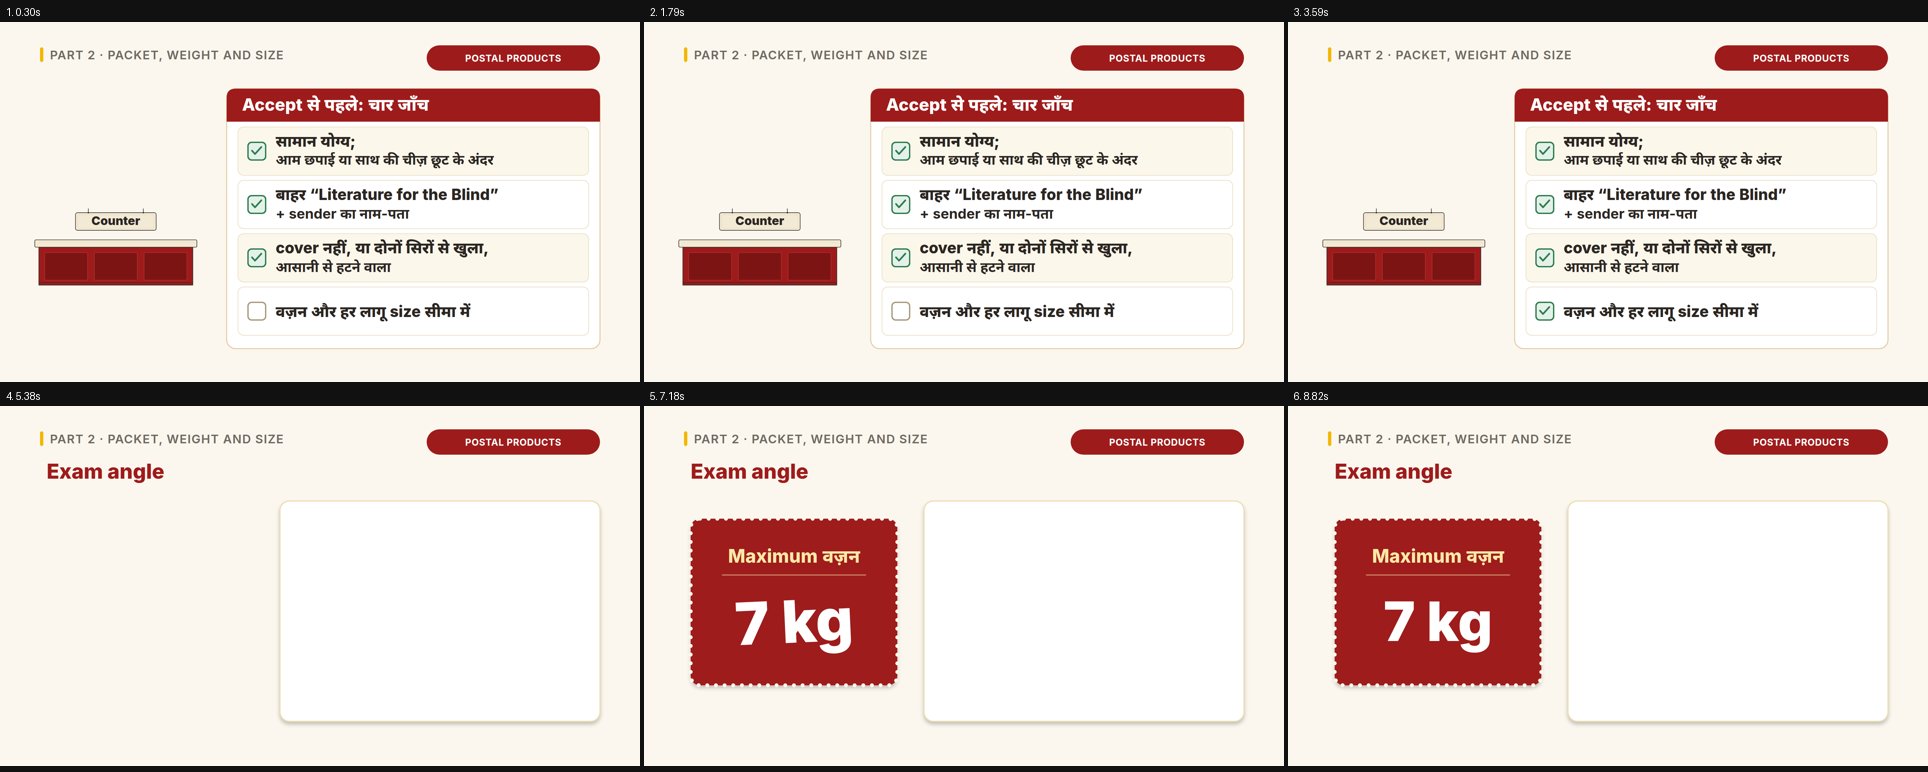 1. 0.30s
PART 2 · PACKET, WEIGHT AND SIZE
POSTAL PRODUCTS
Accept से पहले: चार जाँच
सामान योग्य;
आम छपाई या साथ की चीज़ छूट के अंदर
बाहर “Literature for the Blind”
+ sender का नाम-पता
Counter
cover नहीं, या दोनों सिरों से खुला,
आसानी से हटने वाला
वज़न और हर लागू size सीमा में
2. 1.79s
PART 2 · PACKET, WEIGHT AND SIZE
POSTAL PRODUCTS
Accept से पहले: चार जाँच
सामान योग्य;
आम छपाई या साथ की चीज़ छूट के अंदर
बाहर “Literature for the Blind”
+ sender का नाम-पता
Counter
cover नहीं, या दोनों सिरों से खुला,
आसानी से हटने वाला
वज़न और हर लागू size सीमा में
3. 3.59s
PART 2 · PACKET, WEIGHT AND SIZE
POSTAL PRODUCTS
Accept से पहले: चार जाँच
सामान योग्य;
आम छपाई या साथ की चीज़ छूट के अंदर
बाहर “Literature for the Blind”
+ sender का नाम-पता
Counter
cover नहीं, या दोनों सिरों से खुला,
आसानी से हटने वाला
वज़न और हर लागू size सीमा में
4. 5.38s
PART 2 · PACKET, WEIGHT AND SIZE
POSTAL PRODUCTS
Exam angle
5. 7.18s
PART 2 · PACKET, WEIGHT AND SIZE
POSTAL PRODUCTS
Exam angle
Maximum वज़न
7 kg
6. 8.82s
PART 2 · PACKET, WEIGHT AND SIZE
POSTAL PRODUCTS
Exam angle
Maximum वज़न
7 kg